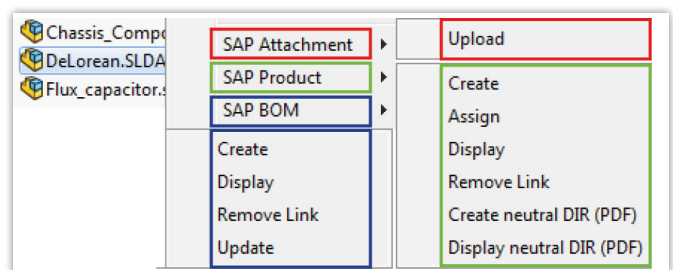 Chassis_Compo
DeLorean.SLDA
Flux_capacitor.s
SAP Attachment
SAP Product
SAP BOM
Create
Display
Remove Link
Update
Upload
Create
Assign
Display
Remove Link
Create neutral DIR (PDF)
Display neutral DIR (PDF)